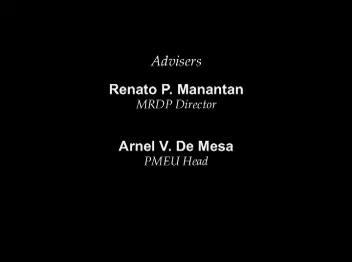 Advisers
Renato P. Manantan
MRDP Director
Arnel V. De Mesa
PMEU Head